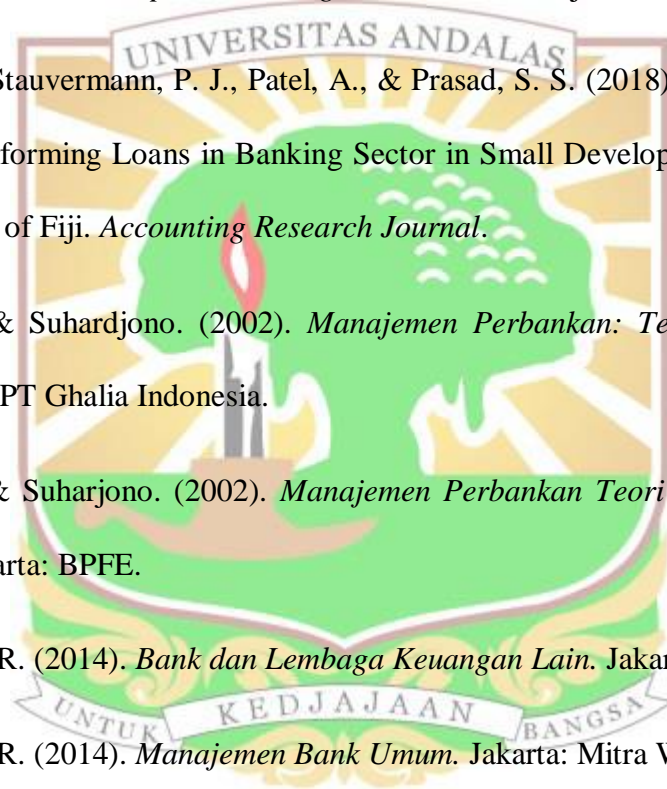 UNIVERSITAS ANDALAS
Stauvermann, P. J., Patel, A., & Prasad, S. S. (2018)
forming Loans in Banking Sector in Small Develop
of Fiji. Accounting Research Journal.
& Suhardjono. (2002). Manajemen Perbankan: Te
PT Ghalia Indonesia.
& Suharjono. (2002). Manajemen Perbankan Teori
arta: BPFE.
R. (2014). Bank dan Lembaga Keuangan Lain. Jakar
UNTUK KEDJAJAAN BANGSA
R. (2014). Manajemen Bank Umum. Jakarta: Mitra W